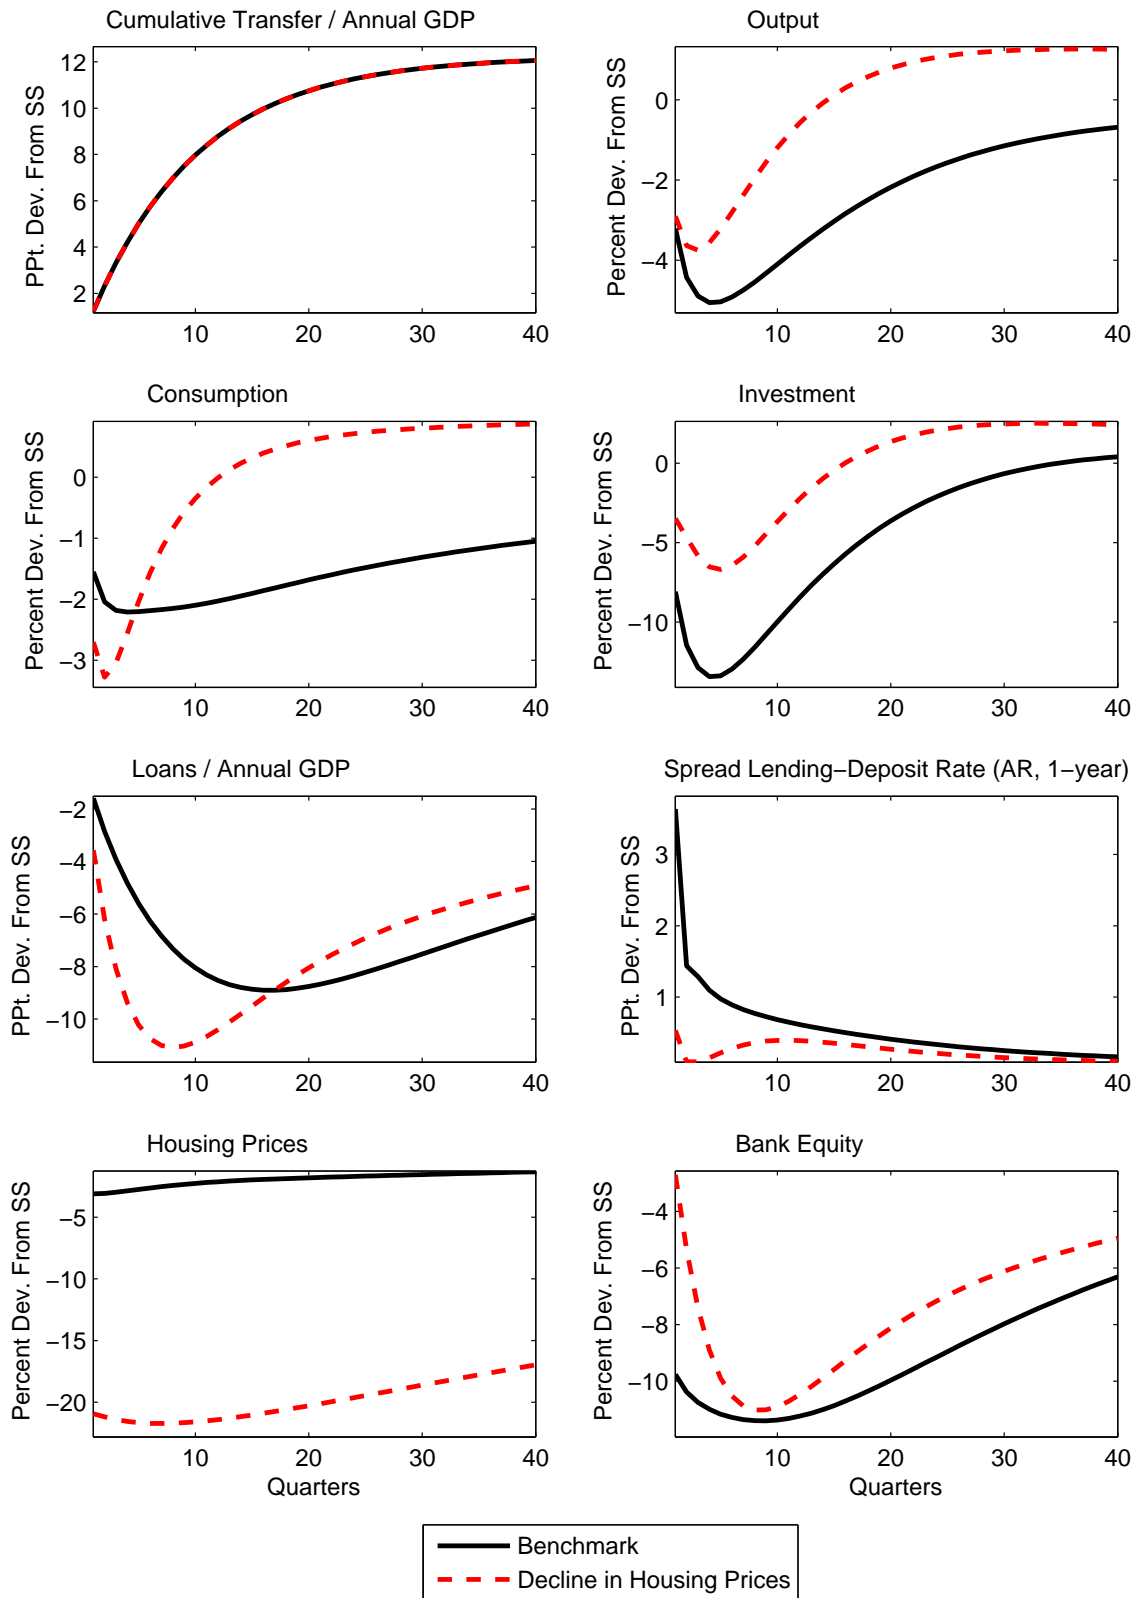 Cumulative Transfer / Annual GDP
PPt. Dev. From SS
12
10
8
6
4
2
10 20 30 40
Output
Percent Dev. From SS
0
−2
−4
10 20 30 40
Consumption
Percent Dev. From SS
0
−1
−2
−3
10 20 30 40
Investment
Percent Dev. From SS
0
−5
−10
10 20 30 40
Loans / Annual GDP
PPt. Dev. From SS
−2
−4
−6
−8
−10
10 20 30 40
Spread Lending−Deposit Rate (AR, 1−year)
PPt. Dev. From SS
3
2
1
10 20 30 40
Housing Prices
Percent Dev. From SS
−5
−10
−15
−20
10 20 30 40
Quarters
Bank Equity
Percent Dev. From SS
−4
−6
−8
−10
10 20 30 40
Quarters
Benchmark
Decline in Housing Prices